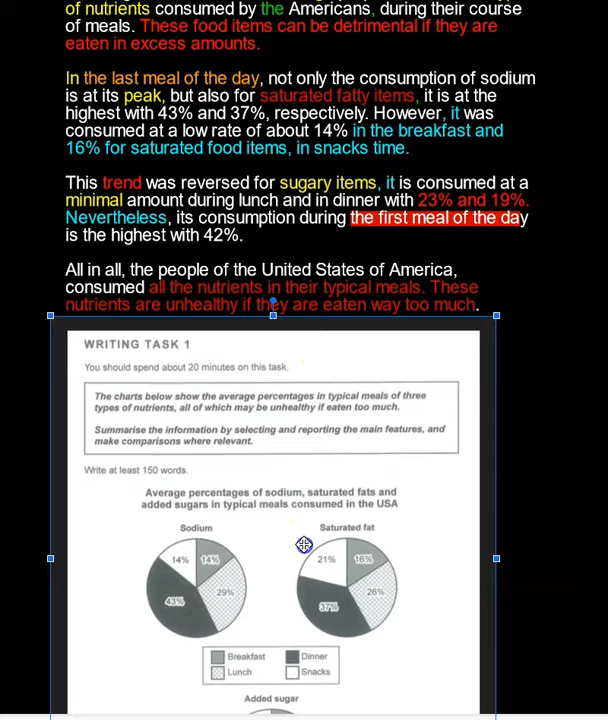 of nutrients consumed by the Americans, during their course
of meals. These food items can be detrimental if they are
eaten in excess amounts.
In the last meal of the day, not only the consumption of sodium
is at its peak, but also for saturated fatty items, it is at the
highest with 43% and 37%, respectively. However, it was
consumed at a low rate of about 14% in the breakfast and
16% for saturated food items, in snacks time.
This trend was reversed for sugary items, it is consumed at a
minimal amount during lunch and in dinner with 23% and 19%.
Nevertheless, its consumption during the first meal of the day
is the highest with 42%.
All in all, the people of the United States of America,
consumed all the nutrients in their typical meals. These
nutrients are unhealthy if they are eaten way too much.
WRITING TASK 1
You should spend about 20 minutes on this task.
The charts below show the average percentages in typical meals of three
types of nutrients, all of which may be unhealthy if eaten too much.
Summarise the information by selecting and reporting the main features, and
make comparisons where relevant.
Write at least 150 words.
Average percentages of sodium, saturated fats and
added sugars in typical meals consumed in the USA
Sodium
Saturated fat
14% 14%
29%
43%
21% 16%
26%
37%
Breakfast Dinner
Lunch Snacks
Added sugar